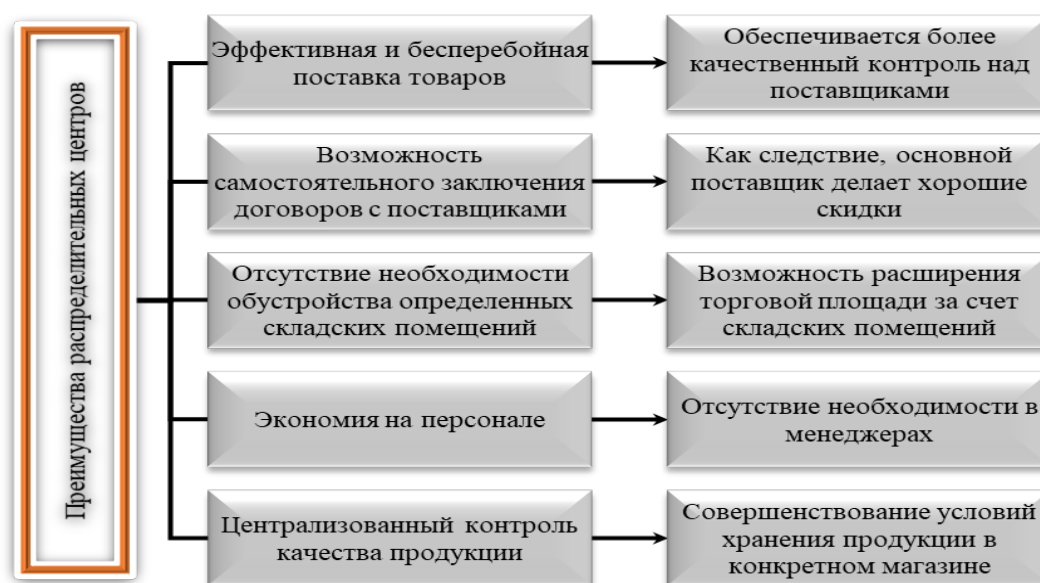 Преимущества распределительных центров
Эффективная и бесперебойная
поставка товаров
Обеспечивается более
качественный контроль над
поставщиками
Возможность
самостоятельного заключения
договоров с поставщиками
Как следствие, основной
поставщик делает хорошие
скидки
Отсутствие необходимости
обустройства определенных
складских помещений
Возможность расширения
торговой площади за счет
складских помещений
Экономия на персонале
Отсутствие необходимости в
менеджерах
Централизованный контроль
качества продукции
Совершенствование условий
хранения продукции в
конкретном магазине